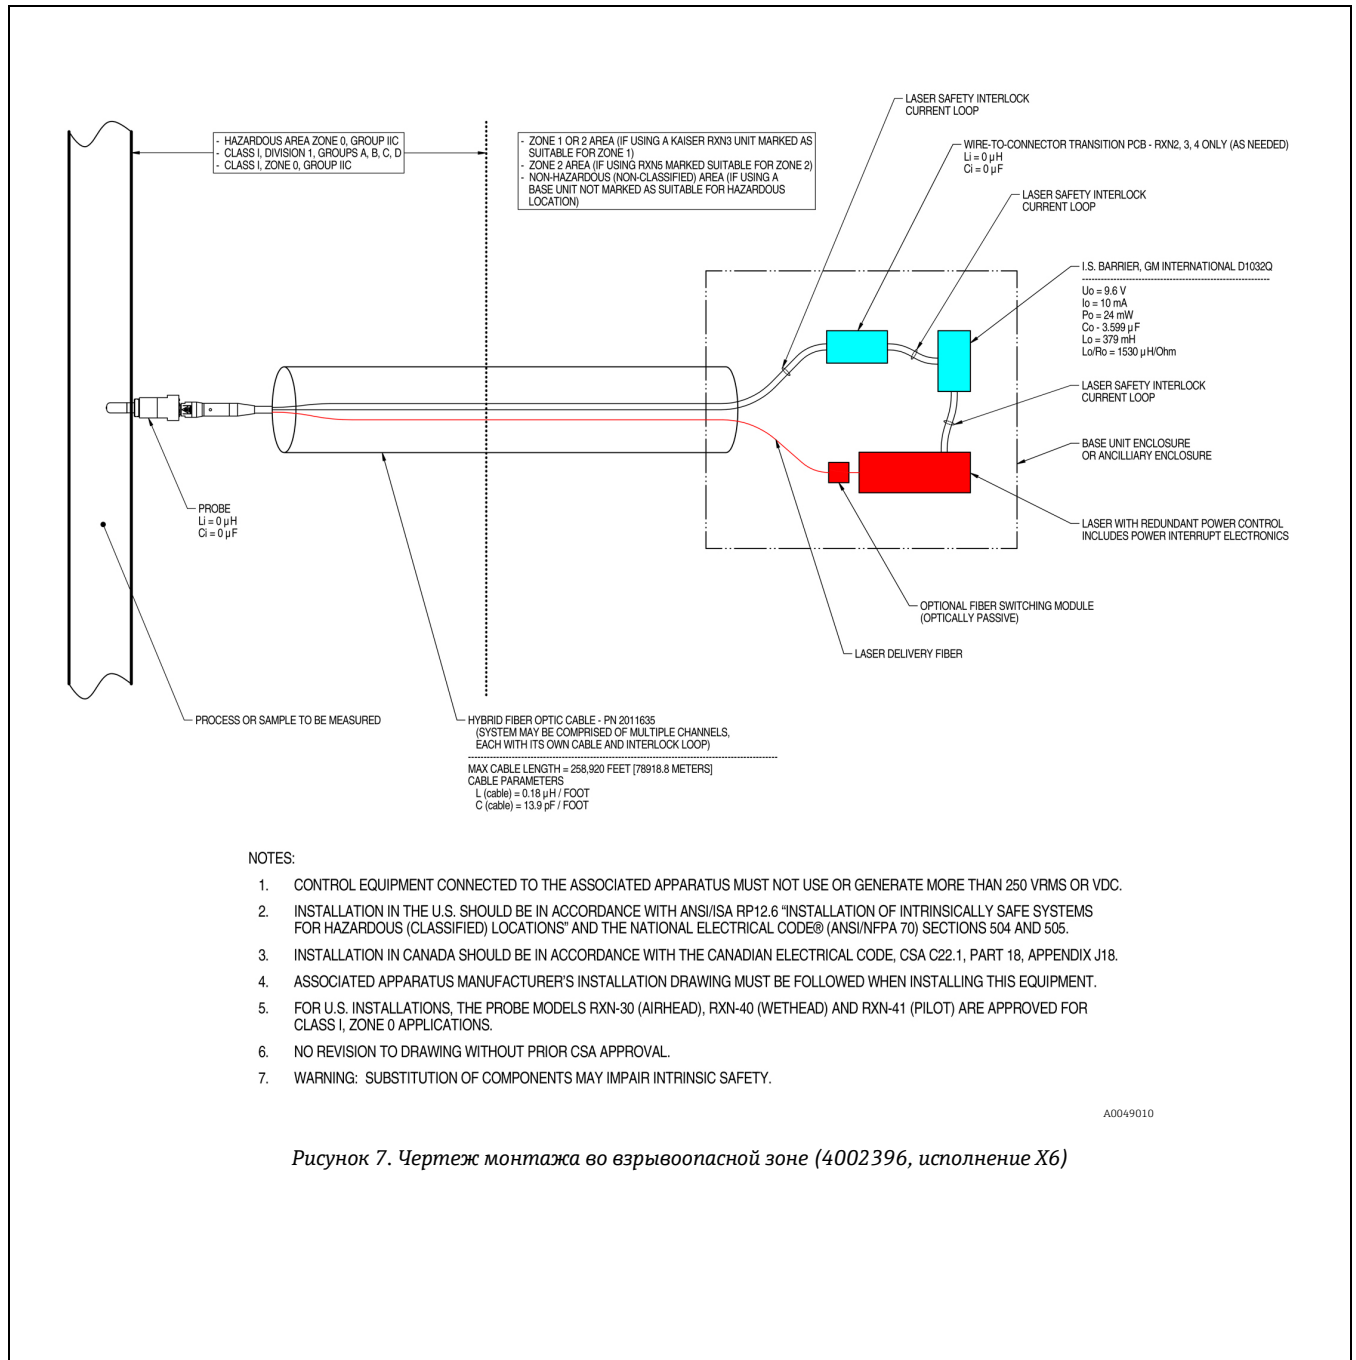 LASER SAFETY INTERLOCK
CURRENT LOOP
- HAZARDOUS AREA ZONE 0, GROUP IIC
- CLASS I, DIVISION 1, GROUPS A, B, C, D
- CLASS I, ZONE 0, GROUP IIC
- ZONE 1 OR 2 AREA (IF USING A KAISER RXN3 UNIT MARKED AS
SUITABLE FOR ZONE 1)
- ZONE 2 AREA (IF USING RXN5 MARKED SUITABLE FOR ZONE 2)
- NON-HAZARDOUS (NON-CLASSIFIED) AREA (IF USING A
BASE UNIT NOT MARKED AS SUITABLE FOR HAZARDOUS
LOCATION)
WIRE-TO-CONNECTOR TRANSITION PCB - RXN2, 3, 4 ONLY (AS NEEDED)
Li = 0 µH
Ci = 0 µF
LASER SAFETY INTERLOCK
CURRENT LOOP
I.S. BARRIER, GM INTERNATIONAL D1032Q
Uo = 9.6 V
Io = 10 mA
Po = 24 mW
Co - 3.599 µF
Lo = 379 mH
Lo/Ro = 1530 µH/Ohm
LASER SAFETY INTERLOCK
CURRENT LOOP
BASE UNIT ENCLOSURE
OR ANCILLIARY ENCLOSURE
PROBE
Li = 0 µH
Ci = 0 µF
LASER WITH REDUNDANT POWER CONTROL
INCLUDES POWER INTERRUPT ELECTRONICS
OPTIONAL FIBER SWITCHING MODULE
(OPTICALLY PASSIVE)
LASER DELIVERY FIBER
PROCESS OR SAMPLE TO BE MEASURED
HYBRID FIBER OPTIC CABLE - PN 2011635
(SYSTEM MAY BE COMPRISED OF MULTIPLE CHANNELS,
EACH WITH ITS OWN CABLE AND INTERLOCK LOOP)
MAX CABLE LENGTH = 258,920 FEET [78918.8 METERS]
CABLE PARAMETERS
L (cable) = 0.18 µH / FOOT
C (cable) = 13.9 pF / FOOT
NOTES:
1. CONTROL EQUIPMENT CONNECTED TO THE ASSOCIATED APPARATUS MUST NOT USE OR GENERATE MORE THAN 250 VRMS OR VDC.
2. INSTALLATION IN THE U.S. SHOULD BE IN ACCORDANCE WITH ANSI/ISA RP12.6 “INSTALLATION OF INTRINSICALLY SAFE SYSTEMS
FOR HAZARDOUS (CLASSIFIED) LOCATIONS” AND THE NATIONAL ELECTRICAL CODE® (ANSI/NFPA 70) SECTIONS 504 AND 505.
3. INSTALLATION IN CANADA SHOULD BE IN ACCORDANCE WITH THE CANADIAN ELECTRICAL CODE, CSA C22.1, PART 18, APPENDIX J18.
4. ASSOCIATED APPARATUS MANUFACTURER'S INSTALLATION DRAWING MUST BE FOLLOWED WHEN INSTALLING THIS EQUIPMENT.
5. FOR U.S. INSTALLATIONS, THE PROBE MODELS RXN-30 (AIRHEAD), RXN-40 (WETHEAD) AND RXN-41 (PILOT) ARE APPROVED FOR
CLASS I, ZONE 0 APPLICATIONS.
6. NO REVISION TO DRAWING WITHOUT PRIOR CSA APPROVAL.
7. WARNING: SUBSTITUTION OF COMPONENTS MAY IMPAIR INTRINSIC SAFETY.
A0049010
Рисунок 7. Чертеж монтажа во взрывоопасной зоне (4002396, исполнение X6)